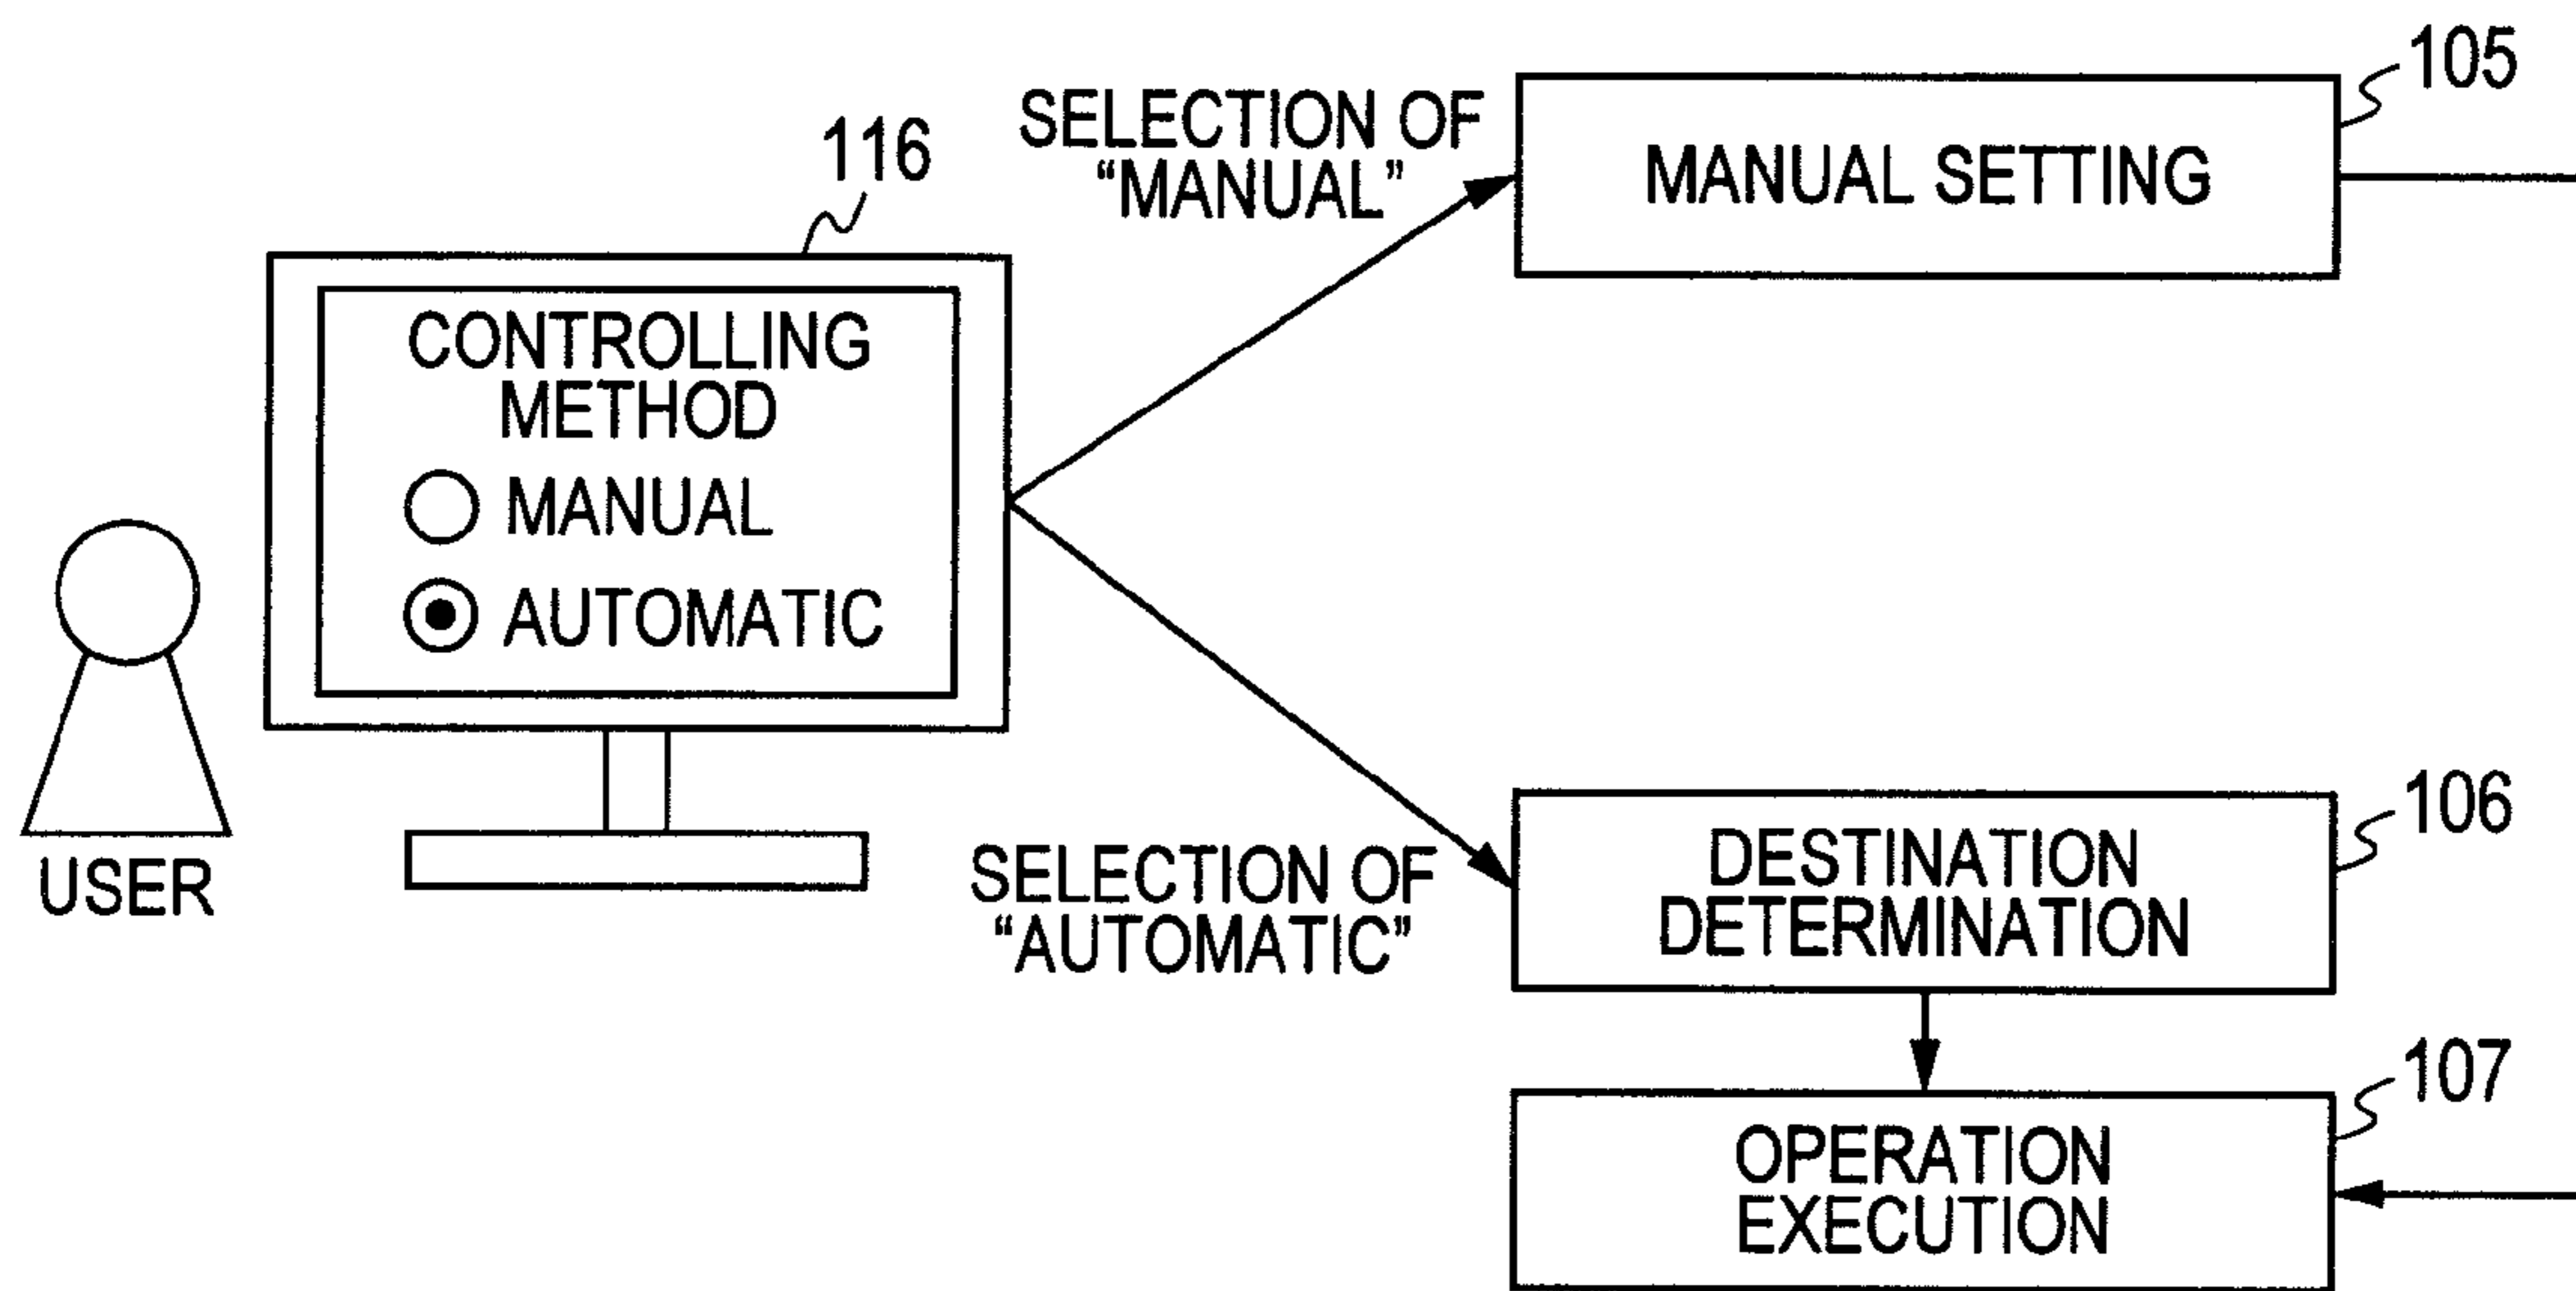 116
CONTROLLING
METHOD
MANUAL
AUTOMATIC
USER
SELECTION OF
“MANUAL”
105
MANUAL SETTING
SELECTION OF
“AUTOMATIC”
106
DESTINATION
DETERMINATION
107
OPERATION
EXECUTION